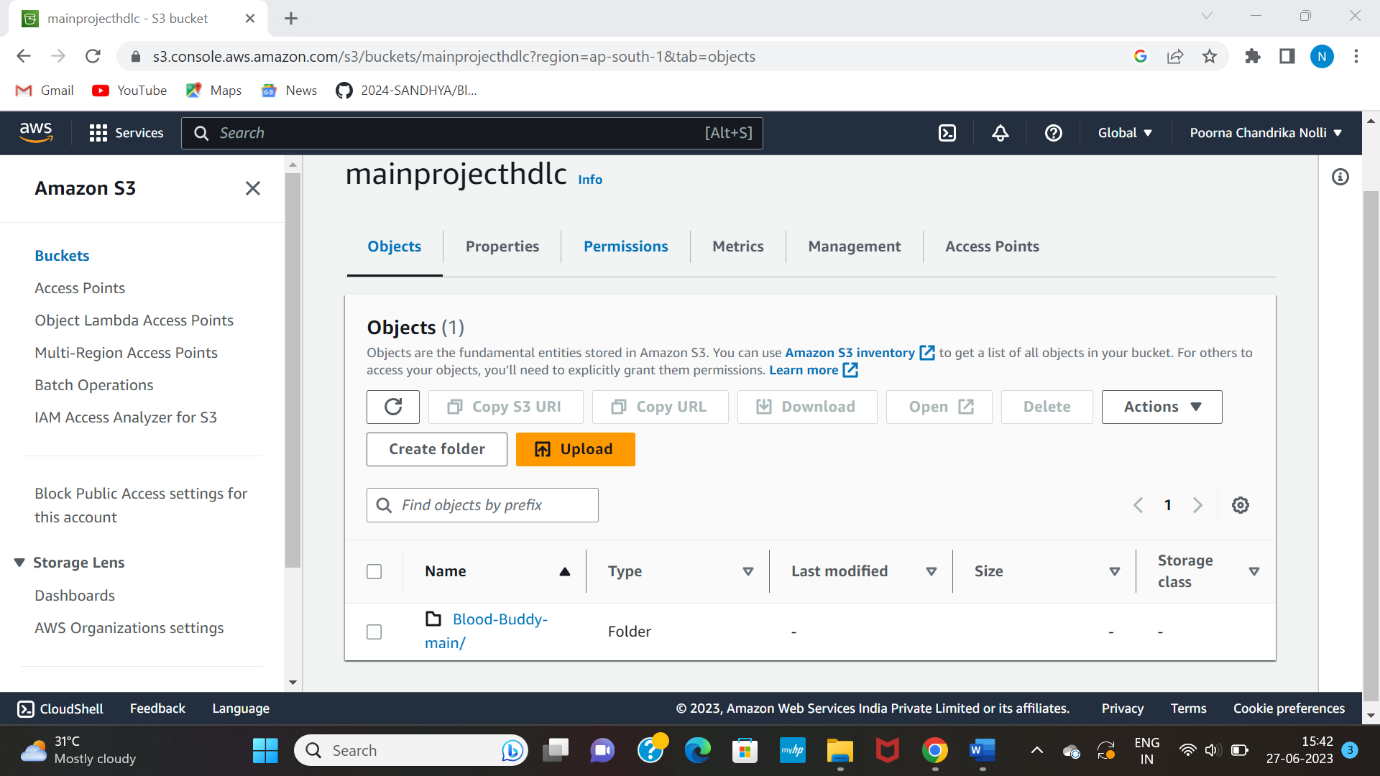 mainprojecthdlc - S3 bucket
s3.console.aws.amazon.com/s3/buckets/mainprojecthdlc?region=ap-south-1&tab=objects
N
Gmail YouTube Maps News 2024-SANDHYA/Bl...
aws Services Search [Alt+S] Global Poorna Chandrika Nolli
Amazon S3
Buckets
Access Points
Object Lambda Access Points
Multi-Region Access Points
Batch Operations
IAM Access Analyzer for S3
Block Public Access settings for
this account
Storage Lens
Dashboards
AWS Organizations settings
mainprojecthdlc Info
Objects Properties Permissions Metrics Management Access Points
Objects (1)
Objects are the fundamental entities stored in Amazon S3. You can use Amazon S3 inventory to get a list of all objects in your bucket. For others to
access your objects, you'll need to explicitly grant them permissions. Learn more
Copy S3 URI Copy URL Download Open Delete Actions
Create folder Upload
Find objects by prefix 1
Name Type Last modified Size Storage
class
Blood-Buddy-
main/ Folder - - -
CloudShell Feedback Language © 2023, Amazon Web Services India Private Limited or its affiliates. Privacy Terms Cookie preferences
31°C
Mostly cloudy
Search
myhp
W
ENG
IN
15:42
27-06-2023
3